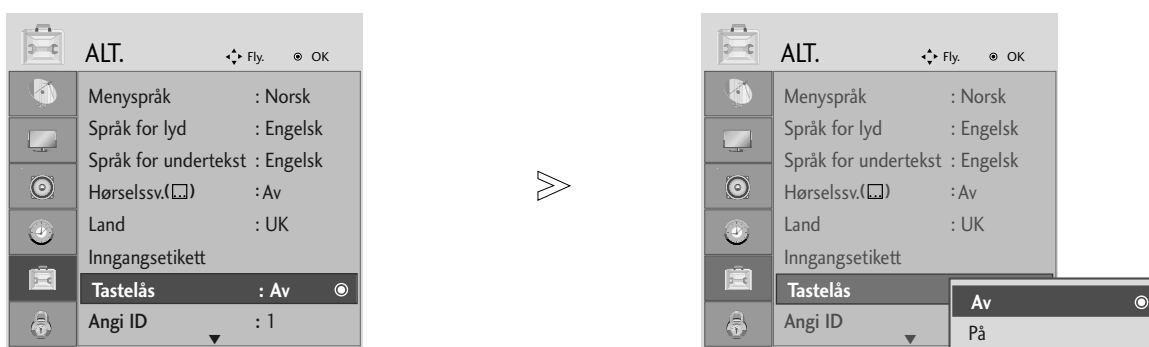 ALT. Fly. OK
Menyspråk : Norsk
Språk for lyd : Engelsk
Språk for undertekst : Engelsk
Hørselssv.( ) : Av
Land : UK
Inngangsetikett
Tastelås : Av
Angi ID : 1
ALT. Fly. OK
Menyspråk : Norsk
Språk for lyd : Engelsk
Språk for undertekst : Engelsk
Hørselssv.( ) : Av
Land : UK
Inngangsetikett
Tastelås
Angi ID
Av
På